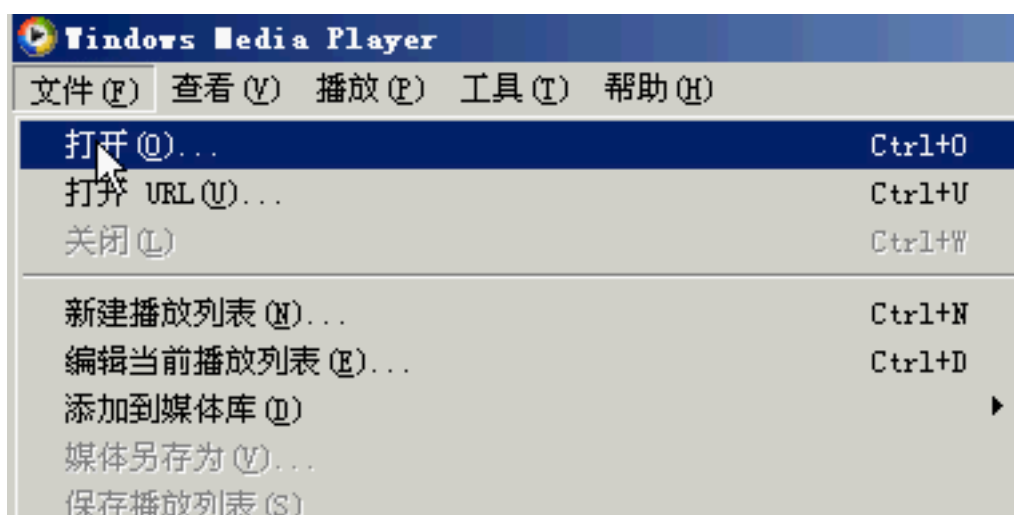 Windows Media Player
文件(F) 查看(V) 播放(P) 工具(T) 帮助(H)
打开(O)... Ctrl+O
打开 URL(U)... Ctrl+U
关闭(L) Ctrl+W
新建播放列表(N)... Ctrl+N
编辑当前播放列表(E)... Ctrl+D
添加到媒体库(D)
媒体另存为(V)...
保存播放列表(S)